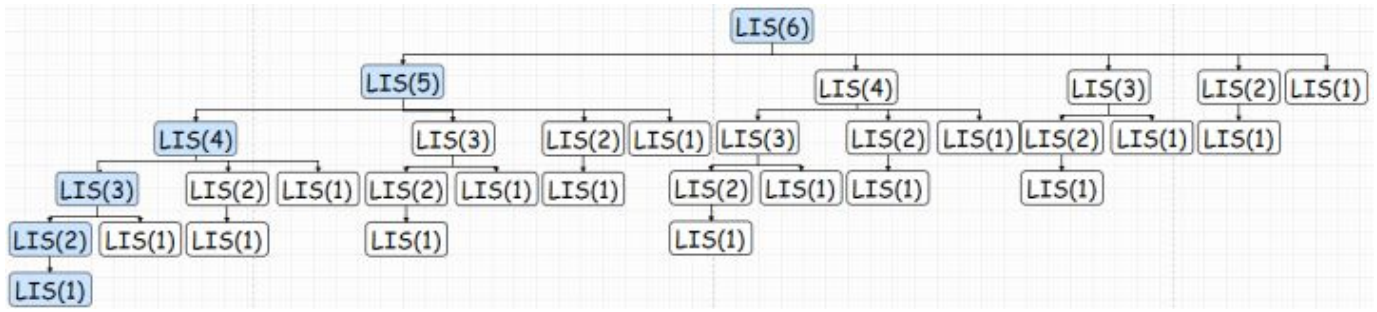 LIS(6)
LIS(5) LIS(4) LIS(3) LIS(2) LIS(1)
LIS(4) LIS(3) LIS(2) LIS(1) LIS(3) LIS(2) LIS(1) LIS(2) LIS(1) LIS(1)
LIS(3) LIS(2) LIS(1) LIS(2) LIS(1) LIS(1) LIS(2) LIS(1) LIS(1) LIS(1)
LIS(2) LIS(1) LIS(1) LIS(1) LIS(1)
LIS(1)